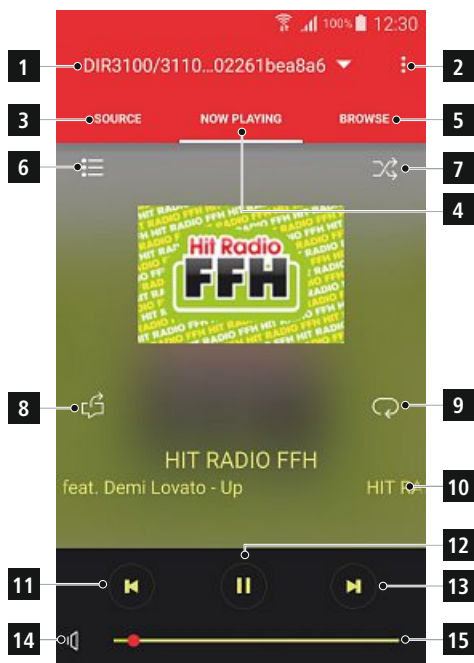 100% 12:30
1 DIR3100/3110...02261bea8a6 2
3 SOURCE NOW PLAYING BROWSE 5
6 7
4
Hit Radio
FFH
8 9
HIT RADIO FFH
feat. Demi Lovato - Up HIT RA 10
12
11 13
14 15